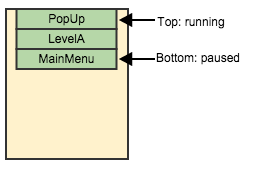 PopUp
Top: running
LevelA
MainMenu
Bottom: paused